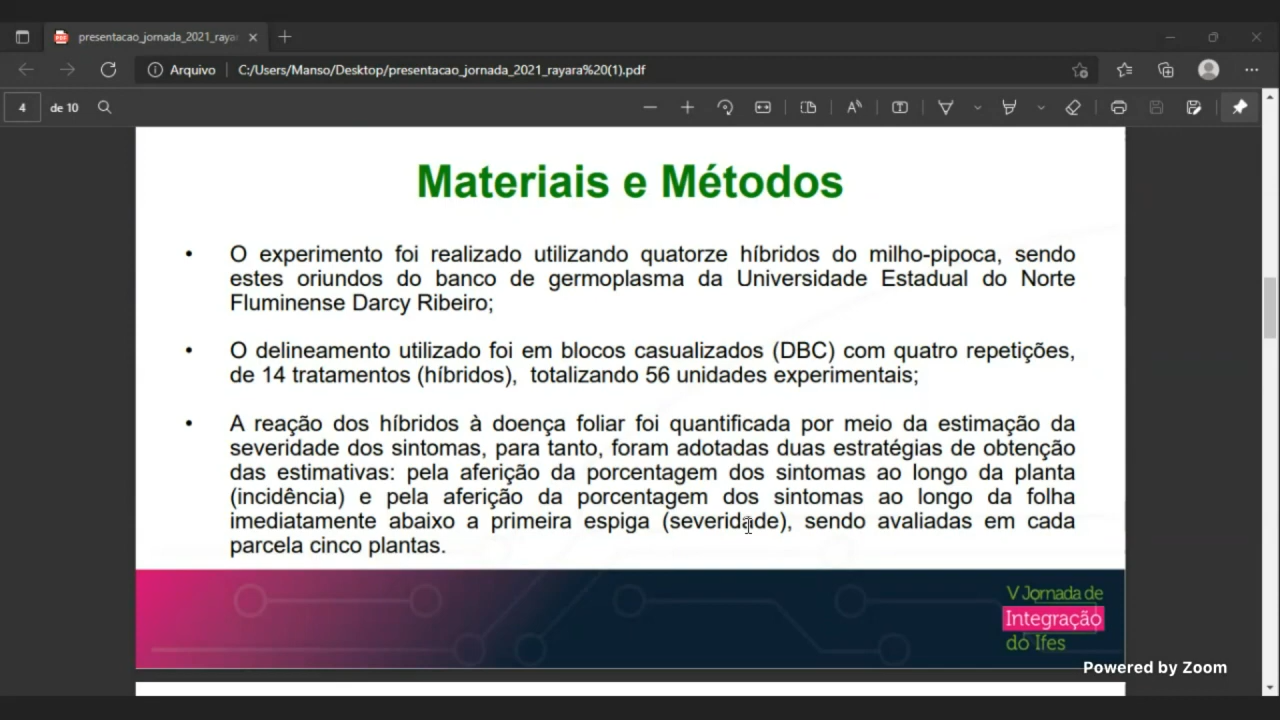 presentacao_jornada_2021_raya
Arquivo
C:/Users/Manso/Desktop/presentacao_jornada_2021_rayara%20(1).pdf
4
de 10
Materiais e Métodos
• O experimento foi realizado utilizando quatorze híbridos do milho-pipoca, sendo
estes oriundos do banco de germoplasma da Universidade Estadual do Norte
Fluminense Darcy Ribeiro;
• O delineamento utilizado foi em blocos casualizados (DBC) com quatro repetições,
de 14 tratamentos (híbridos), totalizando 56 unidades experimentais;
• A reação dos híbridos à doença foliar foi quantificada por meio da estimação da
severidade dos sintomas, para tanto, foram adotadas duas estratégias de obtenção
das estimativas: pela aferição da porcentagem dos sintomas ao longo da planta
(incidência) e pela aferição da porcentagem dos sintomas ao longo da folha
imediatamente abaixo a primeira espiga (severidade), sendo avaliadas em cada
parcela cinco plantas.
V Jornada de
Integração
do Ifes
Powered by Zoom